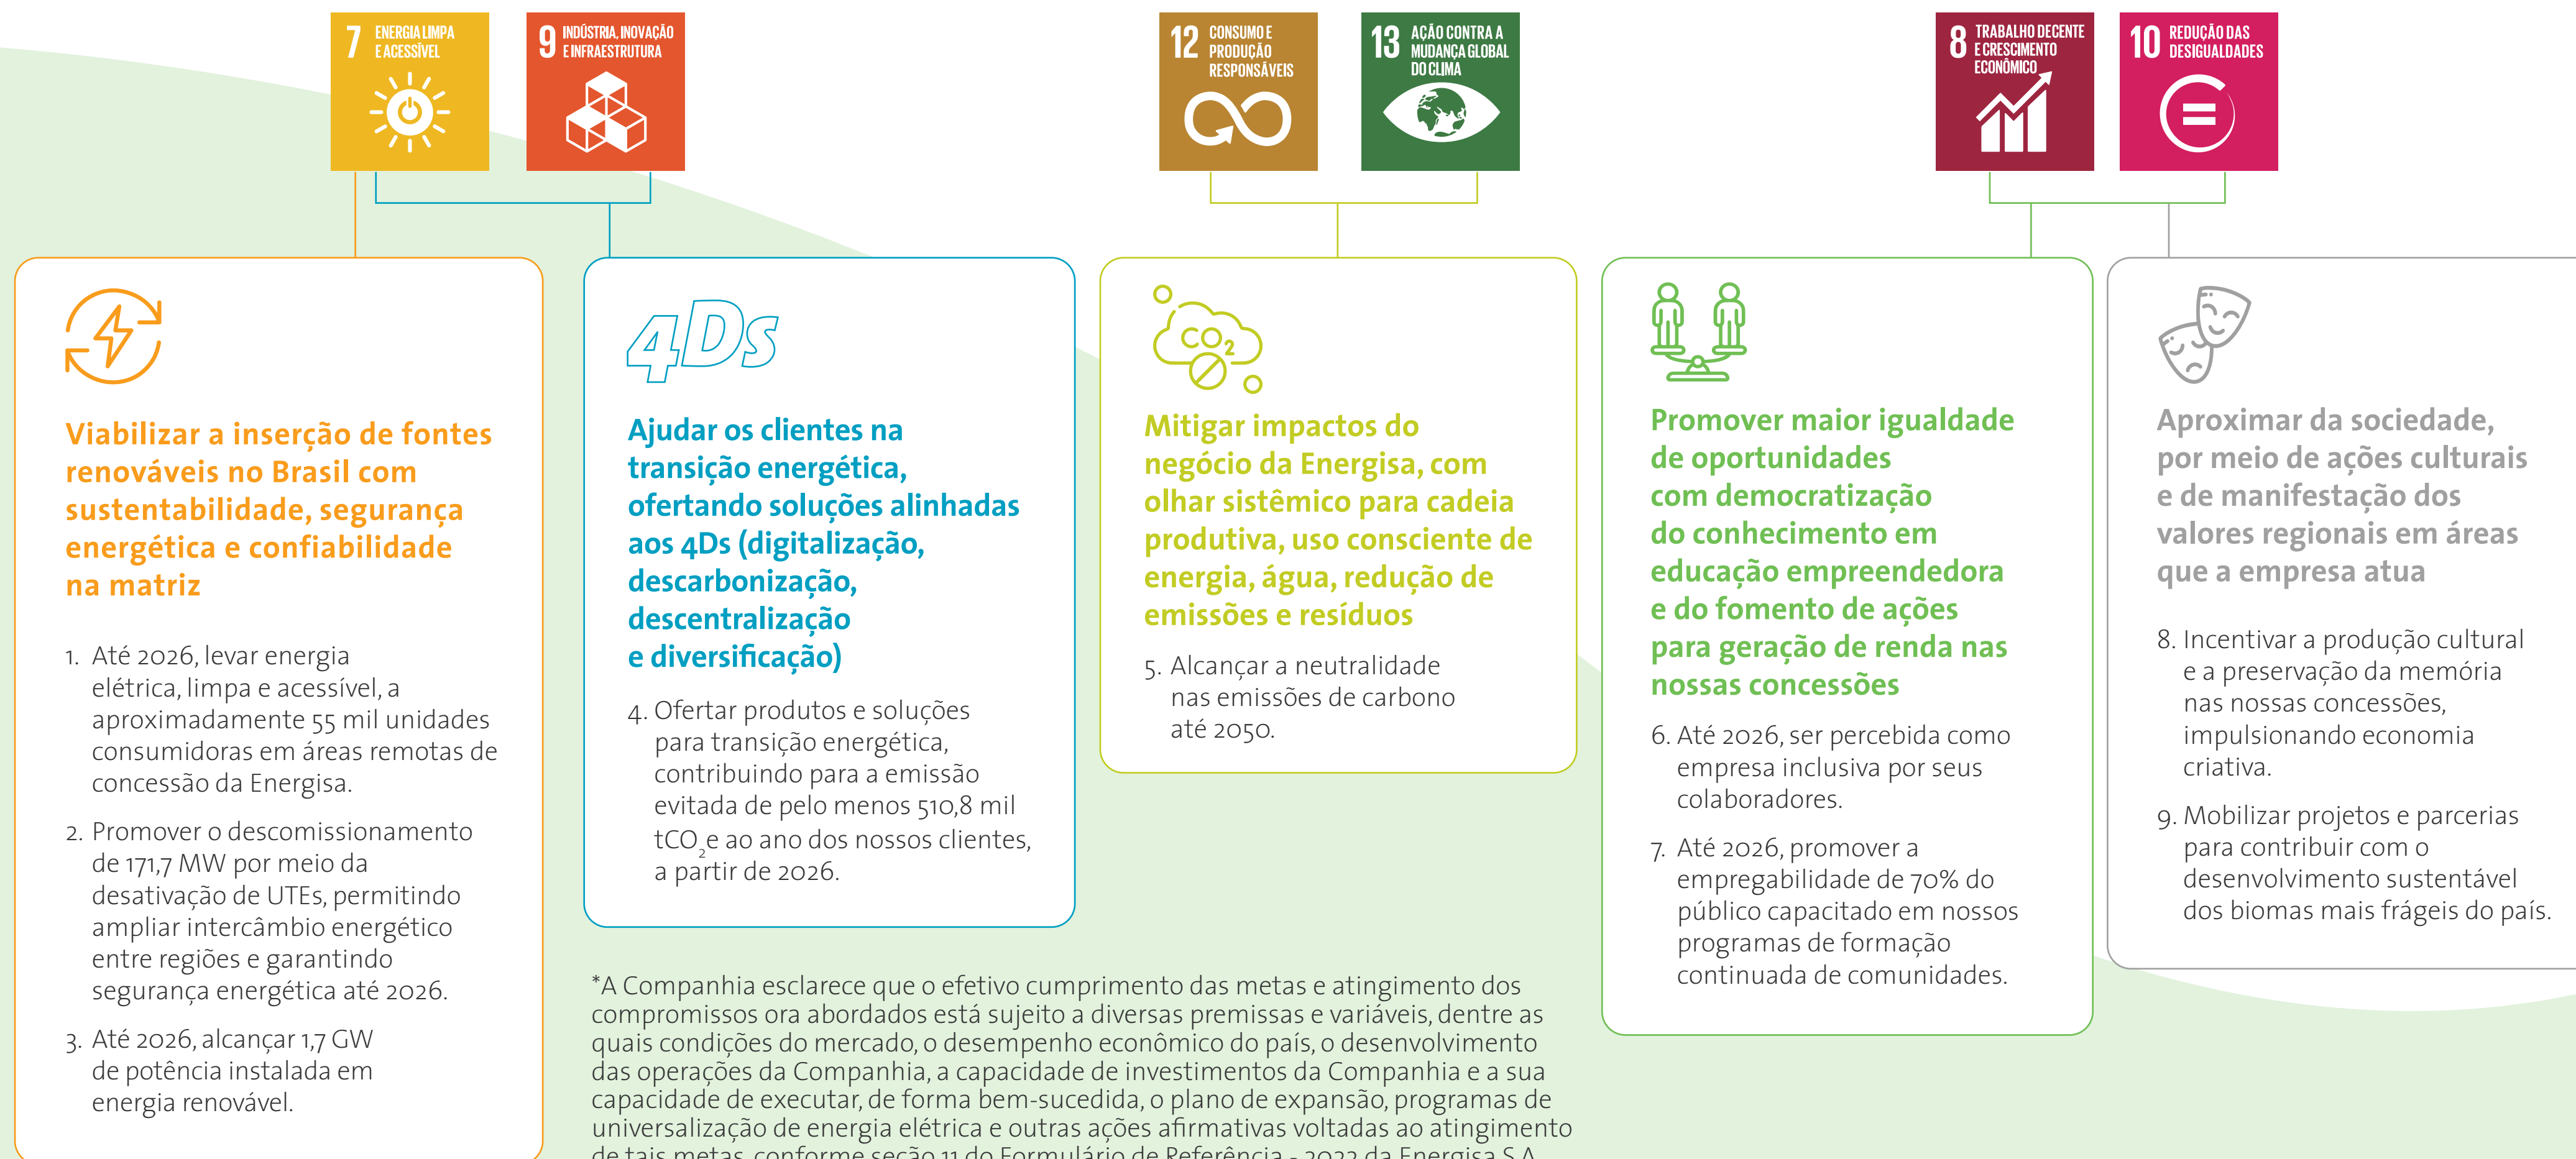 7 ENERGIA LIMPA
E ACESSÍVEL
9 INDÚSTRIA, INOVAÇÃO
E INFRAESTRUTURA
12 CONSUMO E
PRODUÇÃO
RESPONSÁVEIS
13 AÇÃO CONTRA A
MUDANÇA GLOBAL
DO CLIMA
8 TRABALHO DECENTE
E CRESCIMENTO
ECONÔMICO
10 REDUÇÃO DAS
DESIGUALDADES
Viabilizar a inserção de fontes
renováveis no Brasil com
sustentabilidade, segurança
energética e confiabilidade
na matriz
1. Até 2026, levar energia
elétrica, limpa e acessível, a
aproximadamente 55 mil unidades
consumidoras em áreas remotas de
concessão da Energisa.
2. Promover o descomissionamento
de 171,7 MW por meio da
desativação de UTEs, permitindo
ampliar intercâmbio energético
entre regiões e garantindo
segurança energética até 2026.
3. Até 2026, alcançar 1,7 GW
de potência instalada em
energia renovável.
4Ds
Ajudar os clientes na
transição energética,
ofertando soluções alinhadas
aos 4Ds (digitalização,
descarbonização,
descentralização
e diversificação)
4. Ofertar produtos e soluções
para transição energética,
contribuindo para a emissão
evitada de pelo menos 510,8 mil
tCO₂e ao ano dos nossos clientes,
a partir de 2026.
CO₂
Mitigar impactos do
negócio da Energisa, com
olhar sistêmico para cadeia
produtiva, uso consciente de
energia, água, redução de
emissões e resíduos
5. Alcançar a neutralidade
nas emissões de carbono
até 2050.
Promover maior igualdade
de oportunidades
com democratização
do conhecimento em
educação empreendedora
e do fomento de ações
para geração de renda nas
nossas concessões
6. Até 2026, ser percebida como
empresa inclusiva por seus
colaboradores.
7. Até 2026, promover a
empregabilidade de 70% do
público capacitado em nossos
programas de formação
continuada de comunidades.
Aproximar da sociedade,
por meio de ações culturais
e de manifestação dos
valores regionais em áreas
que a empresa atua
8. Incentivar a produção cultural
e a preservação da memória
nas nossas concessões,
impulsionando economia
criativa.
9. Mobilizar projetos e parcerias
para contribuir com o
desenvolvimento sustentável
dos biomas mais frágeis do país.
*A Companhia esclarece que o efetivo cumprimento das metas e atingimento dos
compromissos ora abordados está sujeito a diversas premissas e variáveis, dentre as
quais condições do mercado, o desempenho econômico do país, o desenvolvimento
das operações da Companhia, a capacidade de investimentos da Companhia e a sua
capacidade de executar, de forma bem-sucedida, o plano de expansão, programas de
universalização de energia elétrica e outras ações afirmativas voltadas ao atingimento
de tais metas, conforme seção 11 do Formulário de Referência - 2022 da Energisa S.A.